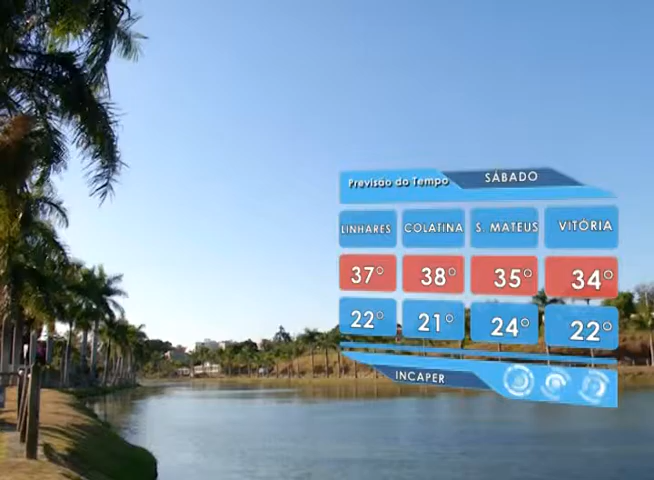 Previsão do Tempo SÁBADO
LINHARES COLATINA S. MATEUS VITÓRIA
37° 38° 35° 34°
22° 21° 24° 22°
INCAPER